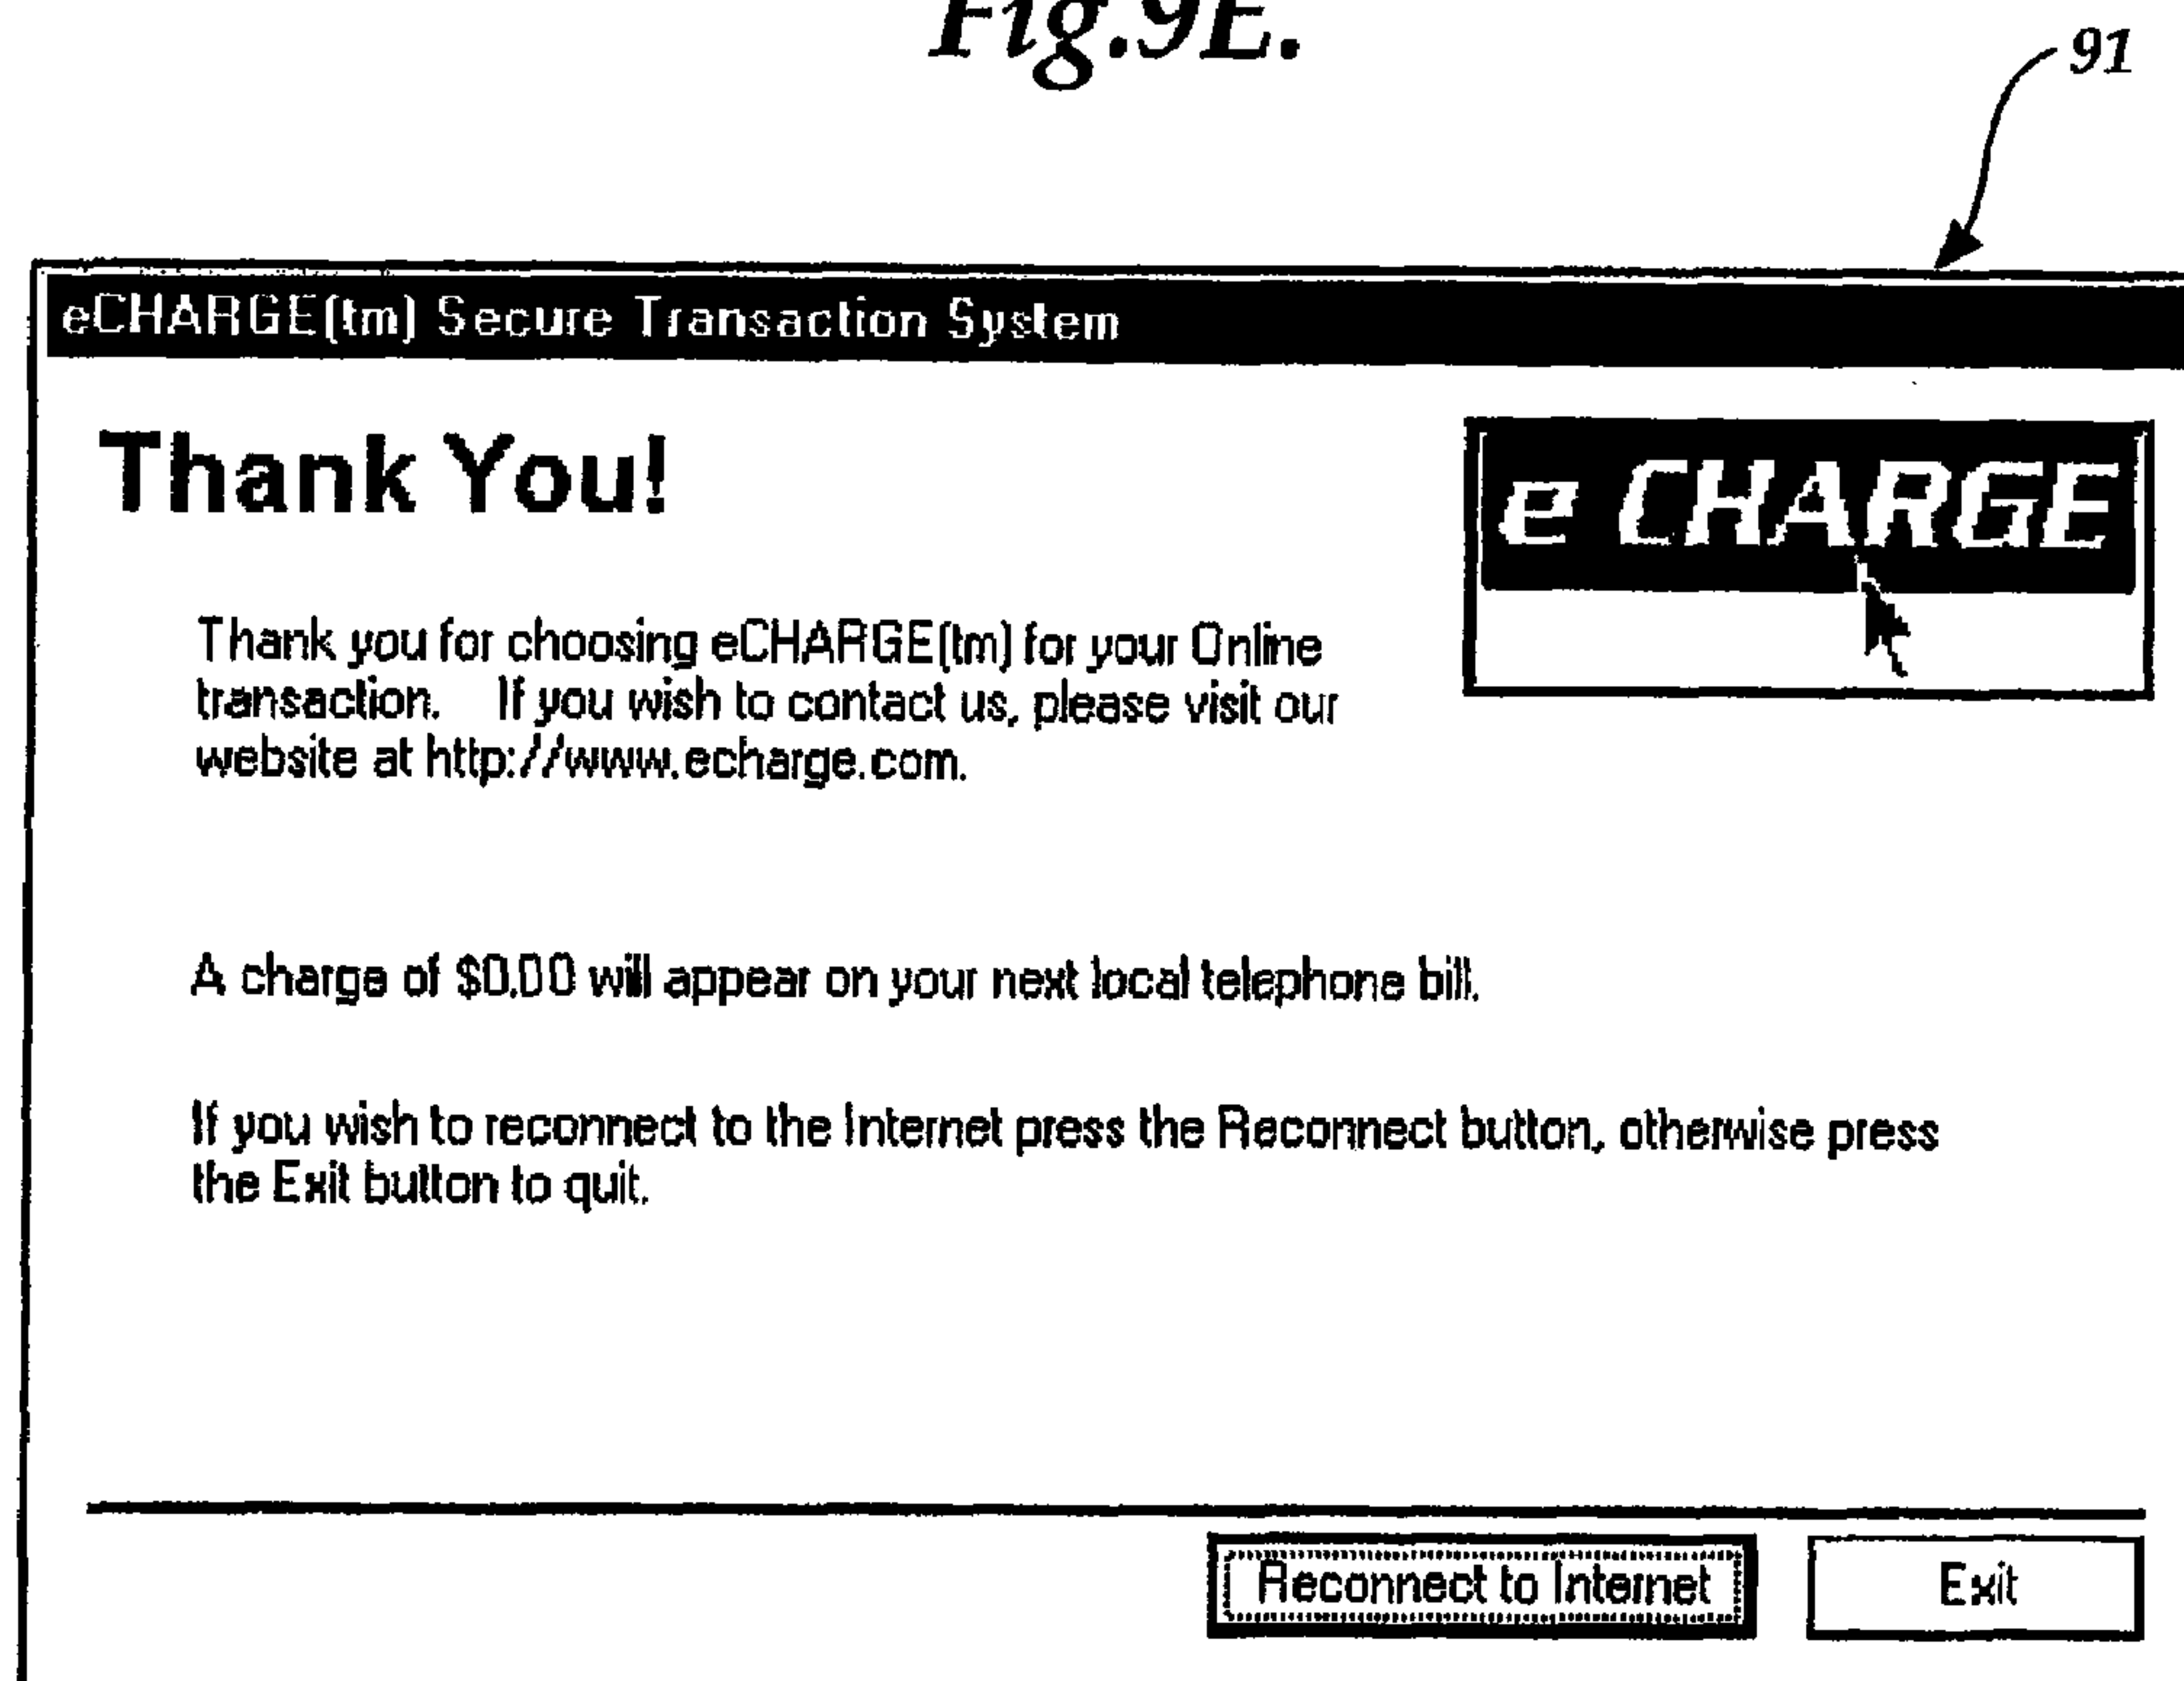 Fig.9E.
91
eCHARGE(tm) Secure Transaction System
Thank You!
e CHARGE
Thank you for choosing eCHARGE(tm) for your Online
transaction. If you wish to contact us, please visit our
website at http://www.echarge.com.
A charge of $0.00 will appear on your next local telephone bill.
If you wish to reconnect to the Internet press the Reconnect button, otherwise press
the Exit button to quit.
Reconnect to Internet
Exit